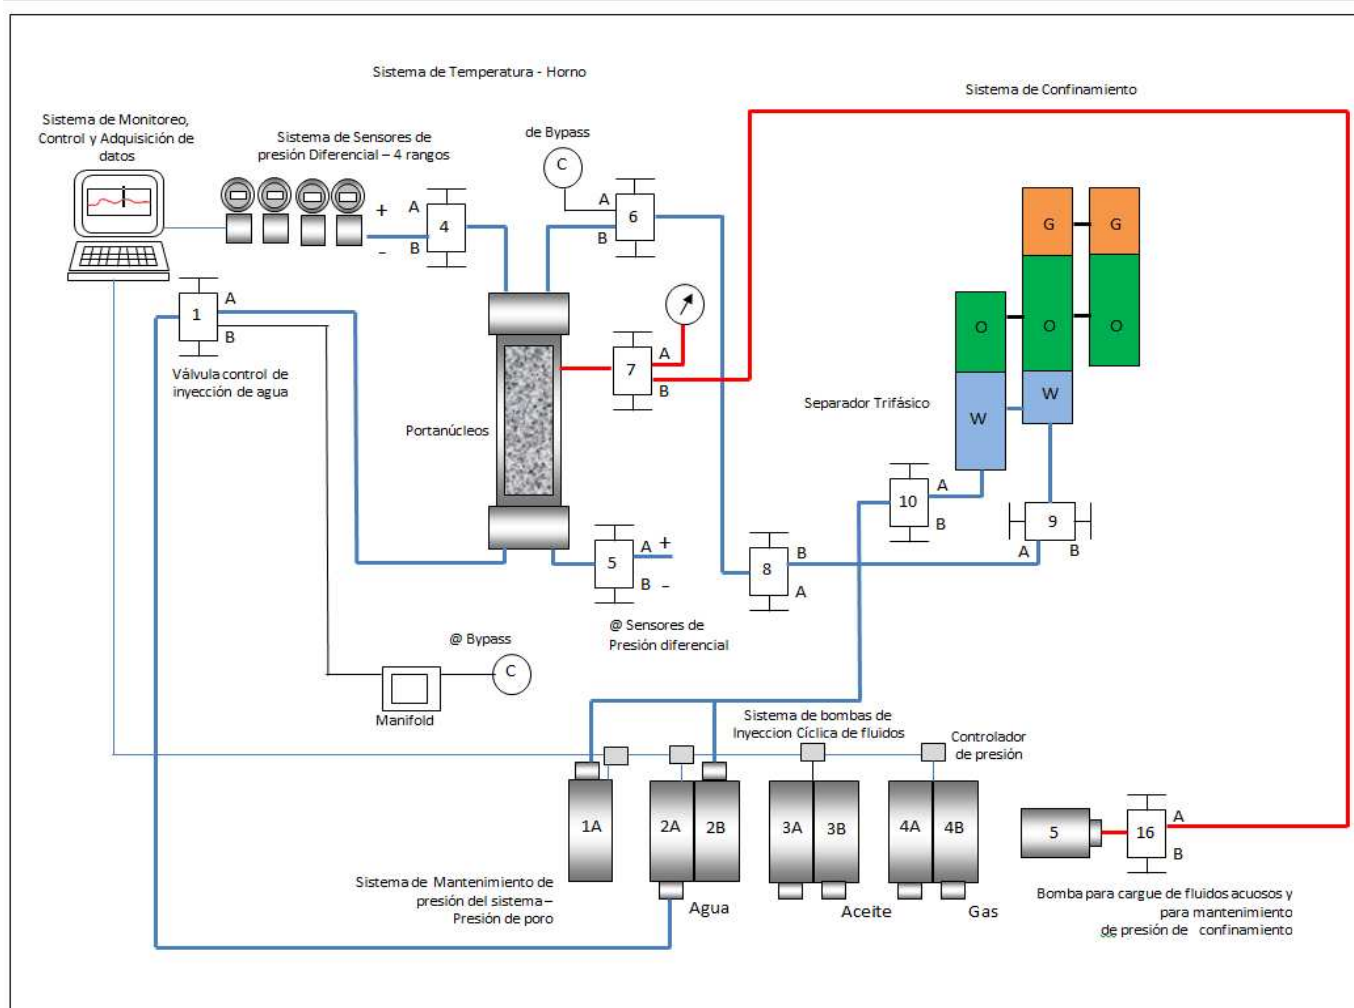 Sistema de Temperatura - Horno
Sistema de Confinamiento
Sistema de Monitoreo,
Control y Adquisición de
datos
Sistema de Sensores de
presión Diferencial – 4 rangos
de Bypass
C
A
B
6
+
-
A
B
4
G
G
O
O
O
W
W
1
A
B
Válvula control de
inyección de agua
7
A
B
Portanúcleos
Separador Trifásico
10
A
B
9
A
B
5
A
B
+
-
8
B
A
@ Sensores de
Presión diferencial
@ Bypass
C
Manifold
Sistema de bombas de
Inyeccion Cíclica de fluidos
Controlador
de presión
1A
2A
2B
3A
3B
4A
4B
5
16
A
B
Sistema de Mantenimiento de
presión del sistema –
Presión de poro
Agua
Aceite
Gas
Bomba para cargue de fluidos acuosos y
para mantenimiento
de presión de confinamiento